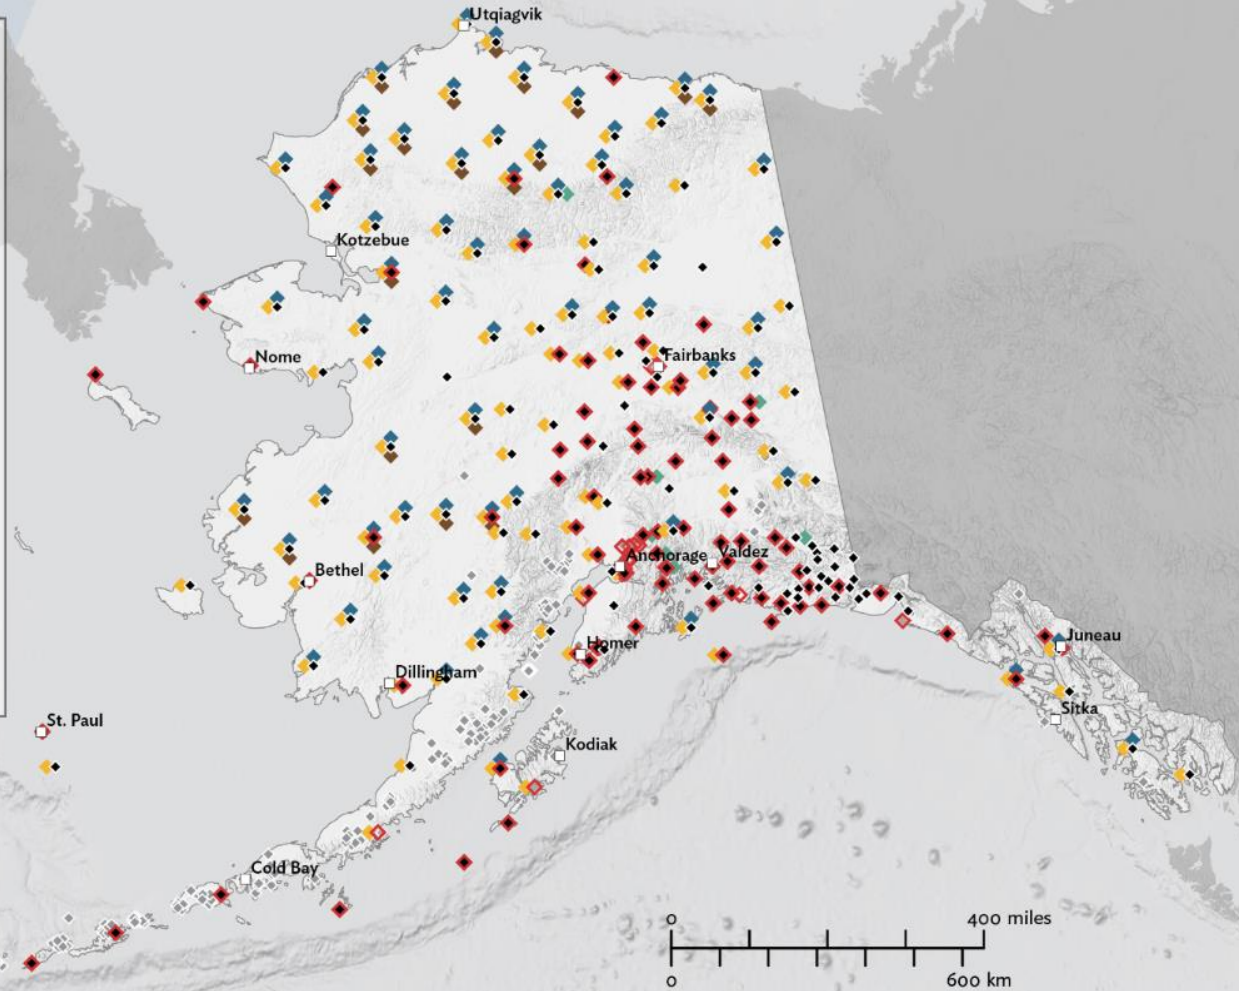 Utqiagvik
Kotzebue
Nome
Fairbanks
Anchorage
Valdez
Bethel
Homer
Juneau
Dillingham
Sitka
St. Paul
Kodiak
Cold Bay
0 400 miles
0 600 km